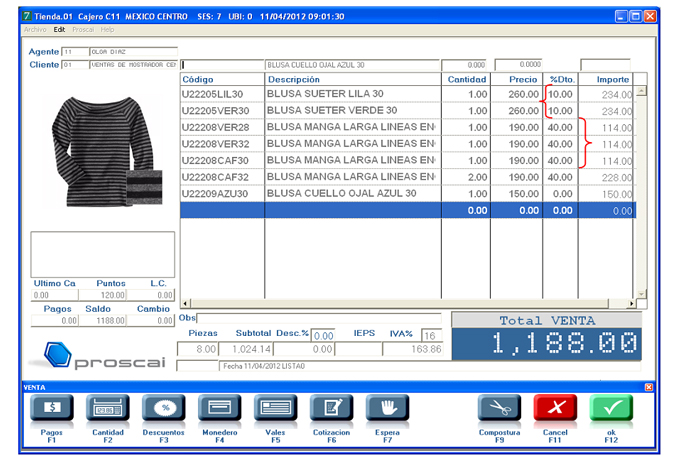 Tienda.01 Cajero C11 MEXICO CENTRO SES: 7 UBI: 0 11/04/2012 09:01:30
Archivo Edit Proscai Help
Agente 11 OLGA DIAZ
Cliente 01 VENTAS DE MOSTRADOR CEN BLUSA CUELLO OJAL AZUL 30 0.000 0.0000
Código Descripción Cantidad Precio %Dto. Importe
U22205LIL30 BLUSA SUETER LILA 30 1.00 260.00 10.00 234.00
U22205VER30 BLUSA SUETER VERDE 30 1.00 260.00 10.00 234.00
U22208VER28 BLUSA MANGA LARGA LINEAS EN 1.00 190.00 40.00 114.00
U22208VER32 BLUSA MANGA LARGA LINEAS EN 1.00 190.00 40.00 114.00
U22208CAF30 BLUSA MANGA LARGA LINEAS EN 1.00 190.00 40.00 114.00
U22208CAF32 BLUSA MANGA LARGA LINEAS EN 2.00 190.00 40.00 228.00
U22209AZU30 BLUSA CUELLO OJAL AZUL 30 1.00 150.00 0.00 150.00
0.00 0.00 0.00 0.00
Ultimo Ca Puntos L.C.
0.00 120.00 0.00
Pagos Saldo Cambio
0.00 1188.00 0.00
Obs
Piezas Subtotal Desc.% 0.00 IEPS IVA% 16
8.00 1,024.14 0.00 163.86
Total VENTA
1,188.00
proscai
Fecha 11/04/2012 LISTA0
VENTA
Pagos F1
Cantidad F2
Descuentos F3
Monedero F4
Vales F5
Cotizacion F6
Espera F7
Compostura F9
Cancel F11
ok F12